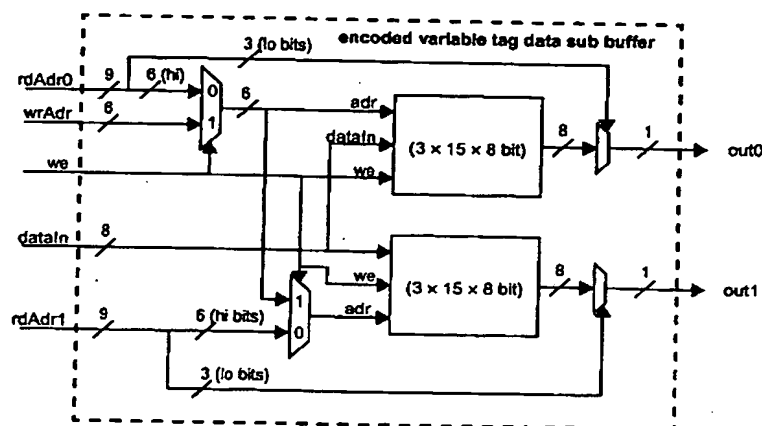 3 (lo bits)
encoded variable tag data sub buffer
rdAdr0
9
6 (hi)
0
6
adr
wrAdr
6
1
dataIn
(3 × 15 × 8 bit)
8
1
out0
we
we
dataIn
8
we
(3 × 15 × 8 bit)
8
1
out1
1
adr
rdAdr1
9
6 (hi bits)
0
3 (lo bits)